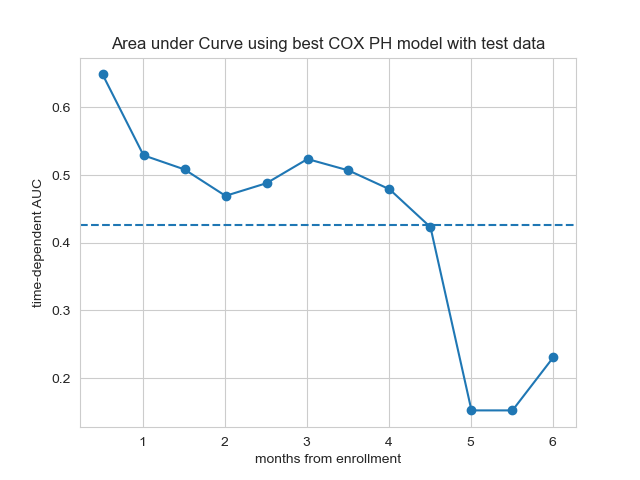 Area under Curve using best COX PH model with test data
0.6
0.5
0.4
0.3
0.2
time-dependent AUC
1 2 3 4 5 6
months from enrollment